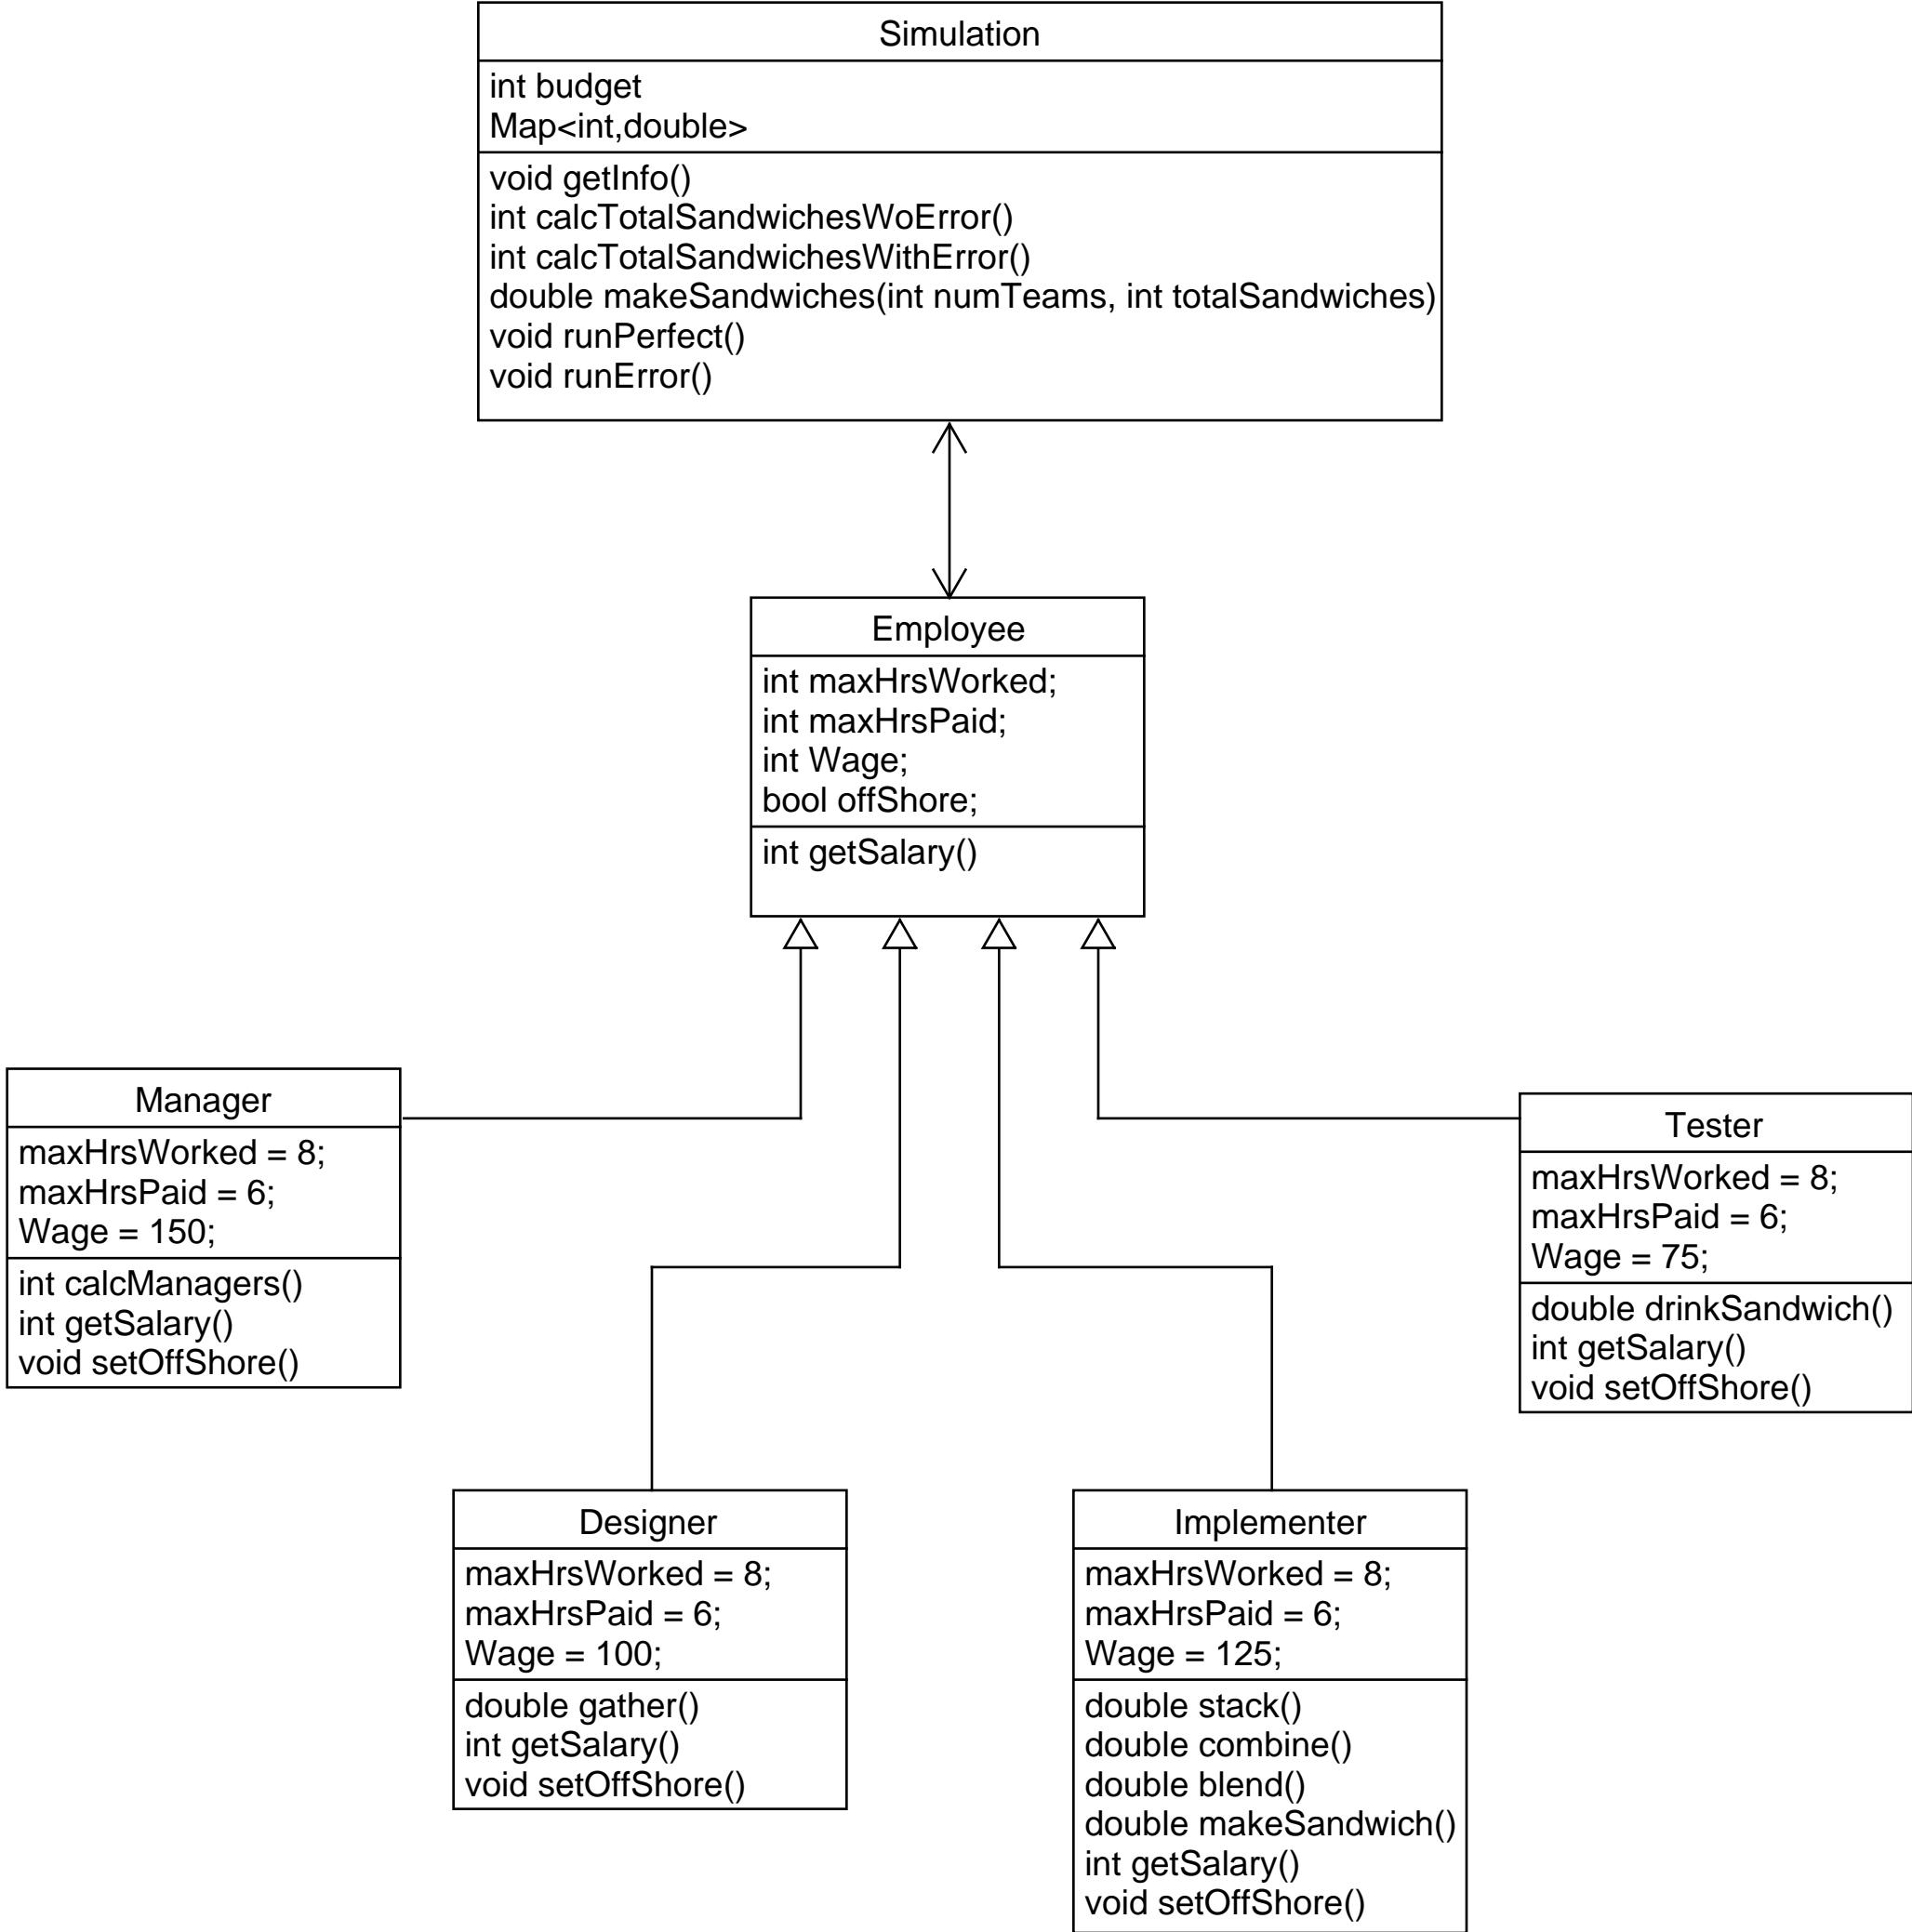 Simulation
int budget
Map<int,double>
void getInfo()
int calcTotalSandwichesWoError()
int calcTotalSandwichesWithError()
double makeSandwiches(int numTeams, int totalSandwiches)
void runPerfect()
void runError()
Employee
int maxHrsWorked;
int maxHrsPaid;
int Wage;
bool offShore;
int getSalary()
Manager
maxHrsWorked = 8;
maxHrsPaid = 6;
Wage = 150;
int calcManagers()
int getSalary()
void setOffShore()
Tester
maxHrsWorked = 8;
maxHrsPaid = 6;
Wage = 75;
double drinkSandwich()
int getSalary()
void setOffShore()
Designer
maxHrsWorked = 8;
maxHrsPaid = 6;
Wage = 100;
double gather()
int getSalary()
void setOffShore()
Implementer
maxHrsWorked = 8;
maxHrsPaid = 6;
Wage = 125;
double stack()
double combine()
double blend()
double makeSandwich()
int getSalary()
void setOffShore()